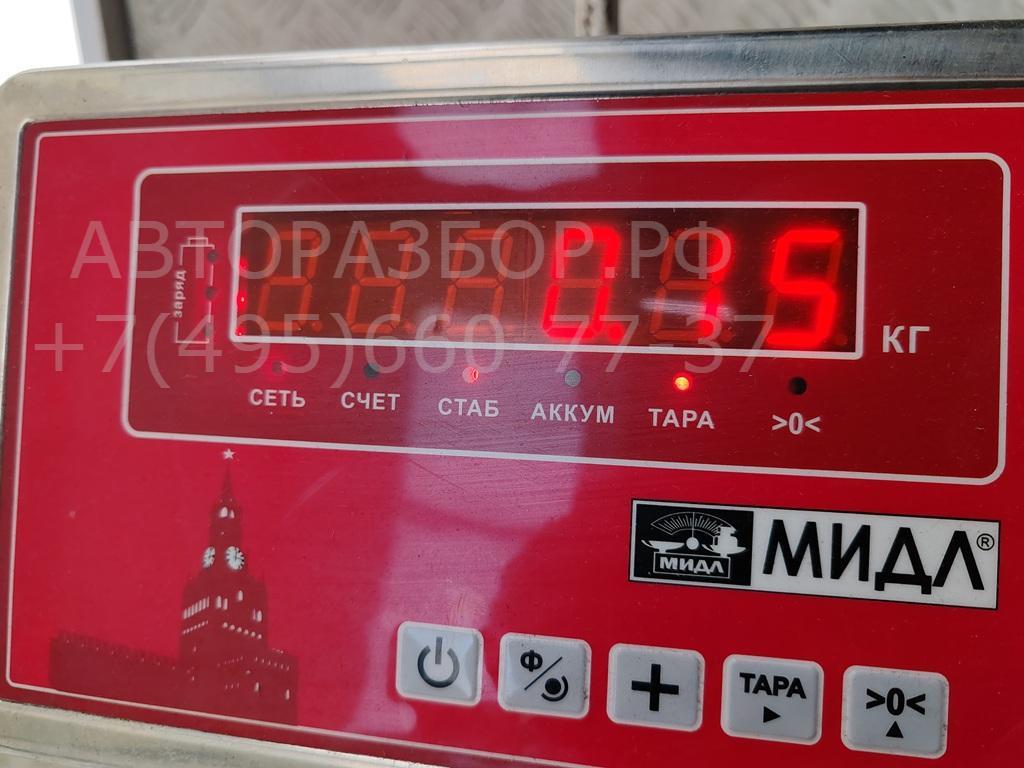 АВТОРАЗБОР.РФ
+7(495)660 77 37
заряд
0.15
КГ
СЕТЬ СЧЕТ СТАБ АККУМ ТАРА >0<
МИДЛ
МИДЛ®
Ф
+
ТАРА
>0<